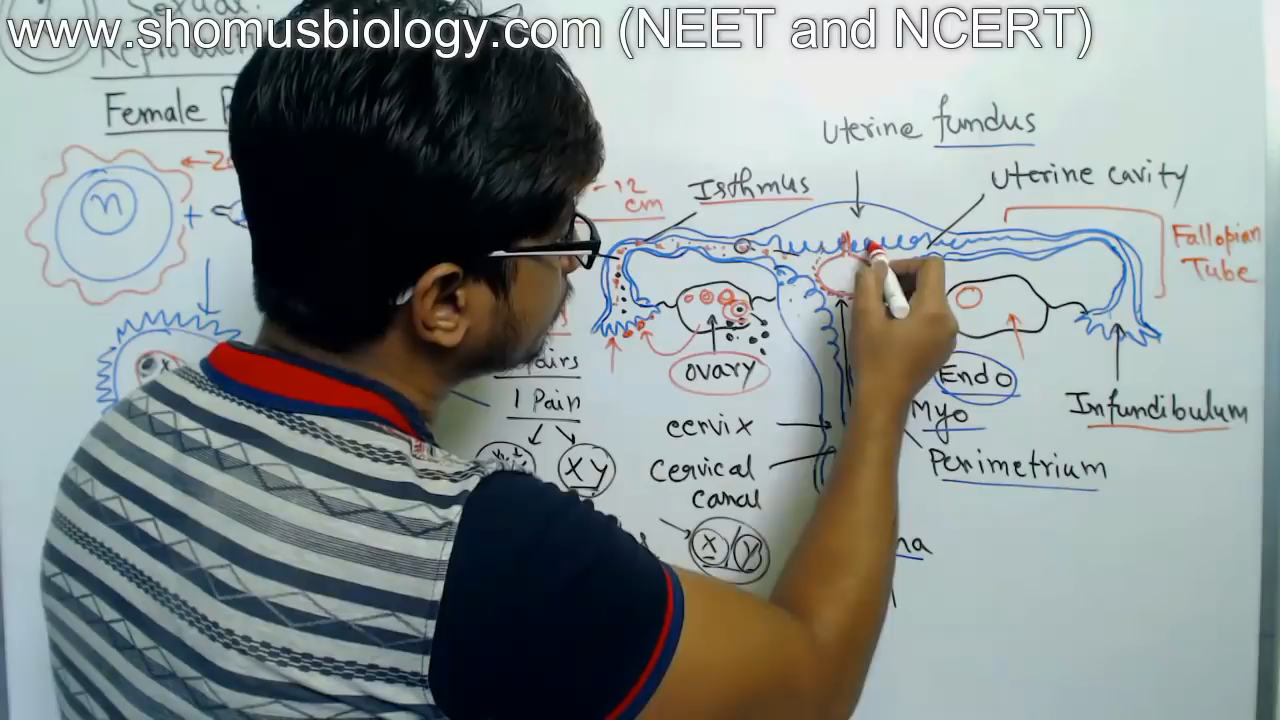 www.shomusbiology.com (NEET and NCERT)
Sexual
Female
Uterine fundus
Uterine cavity
Isthmus
-12
cm
Fallopian
Tube
n
+
ovary
Endo
Myo
Perimetrium
Infundibulum
1 Pair
X Y
cervix
Cervical
canal
X/Y